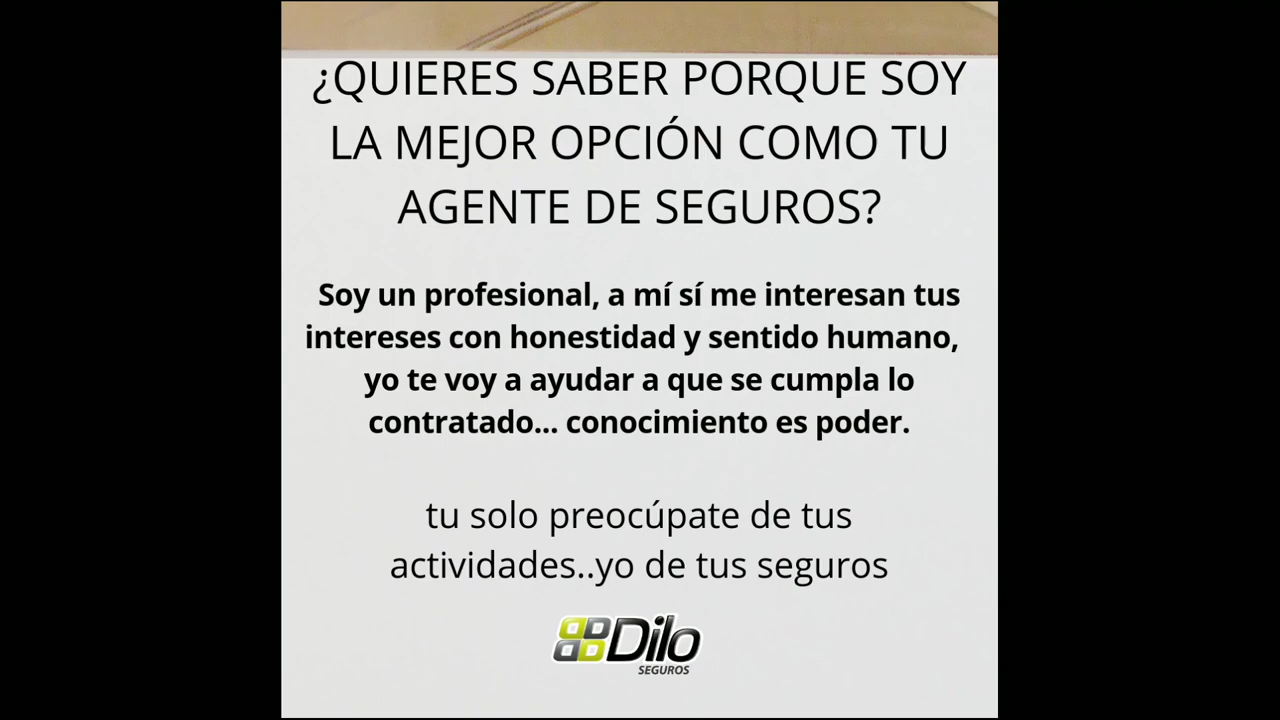 ¿QUIERES SABER PORQUE SOY
LA MEJOR OPCIÓN COMO TU
AGENTE DE SEGUROS?
Soy un profesional, a mí sí me interesan tus
intereses con honestidad y sentido humano,
yo te voy a ayudar a que se cumpla lo
contratado... conocimiento es poder.
tu solo preocúpate de tus
actividades..yo de tus seguros
Dilo
SEGUROS